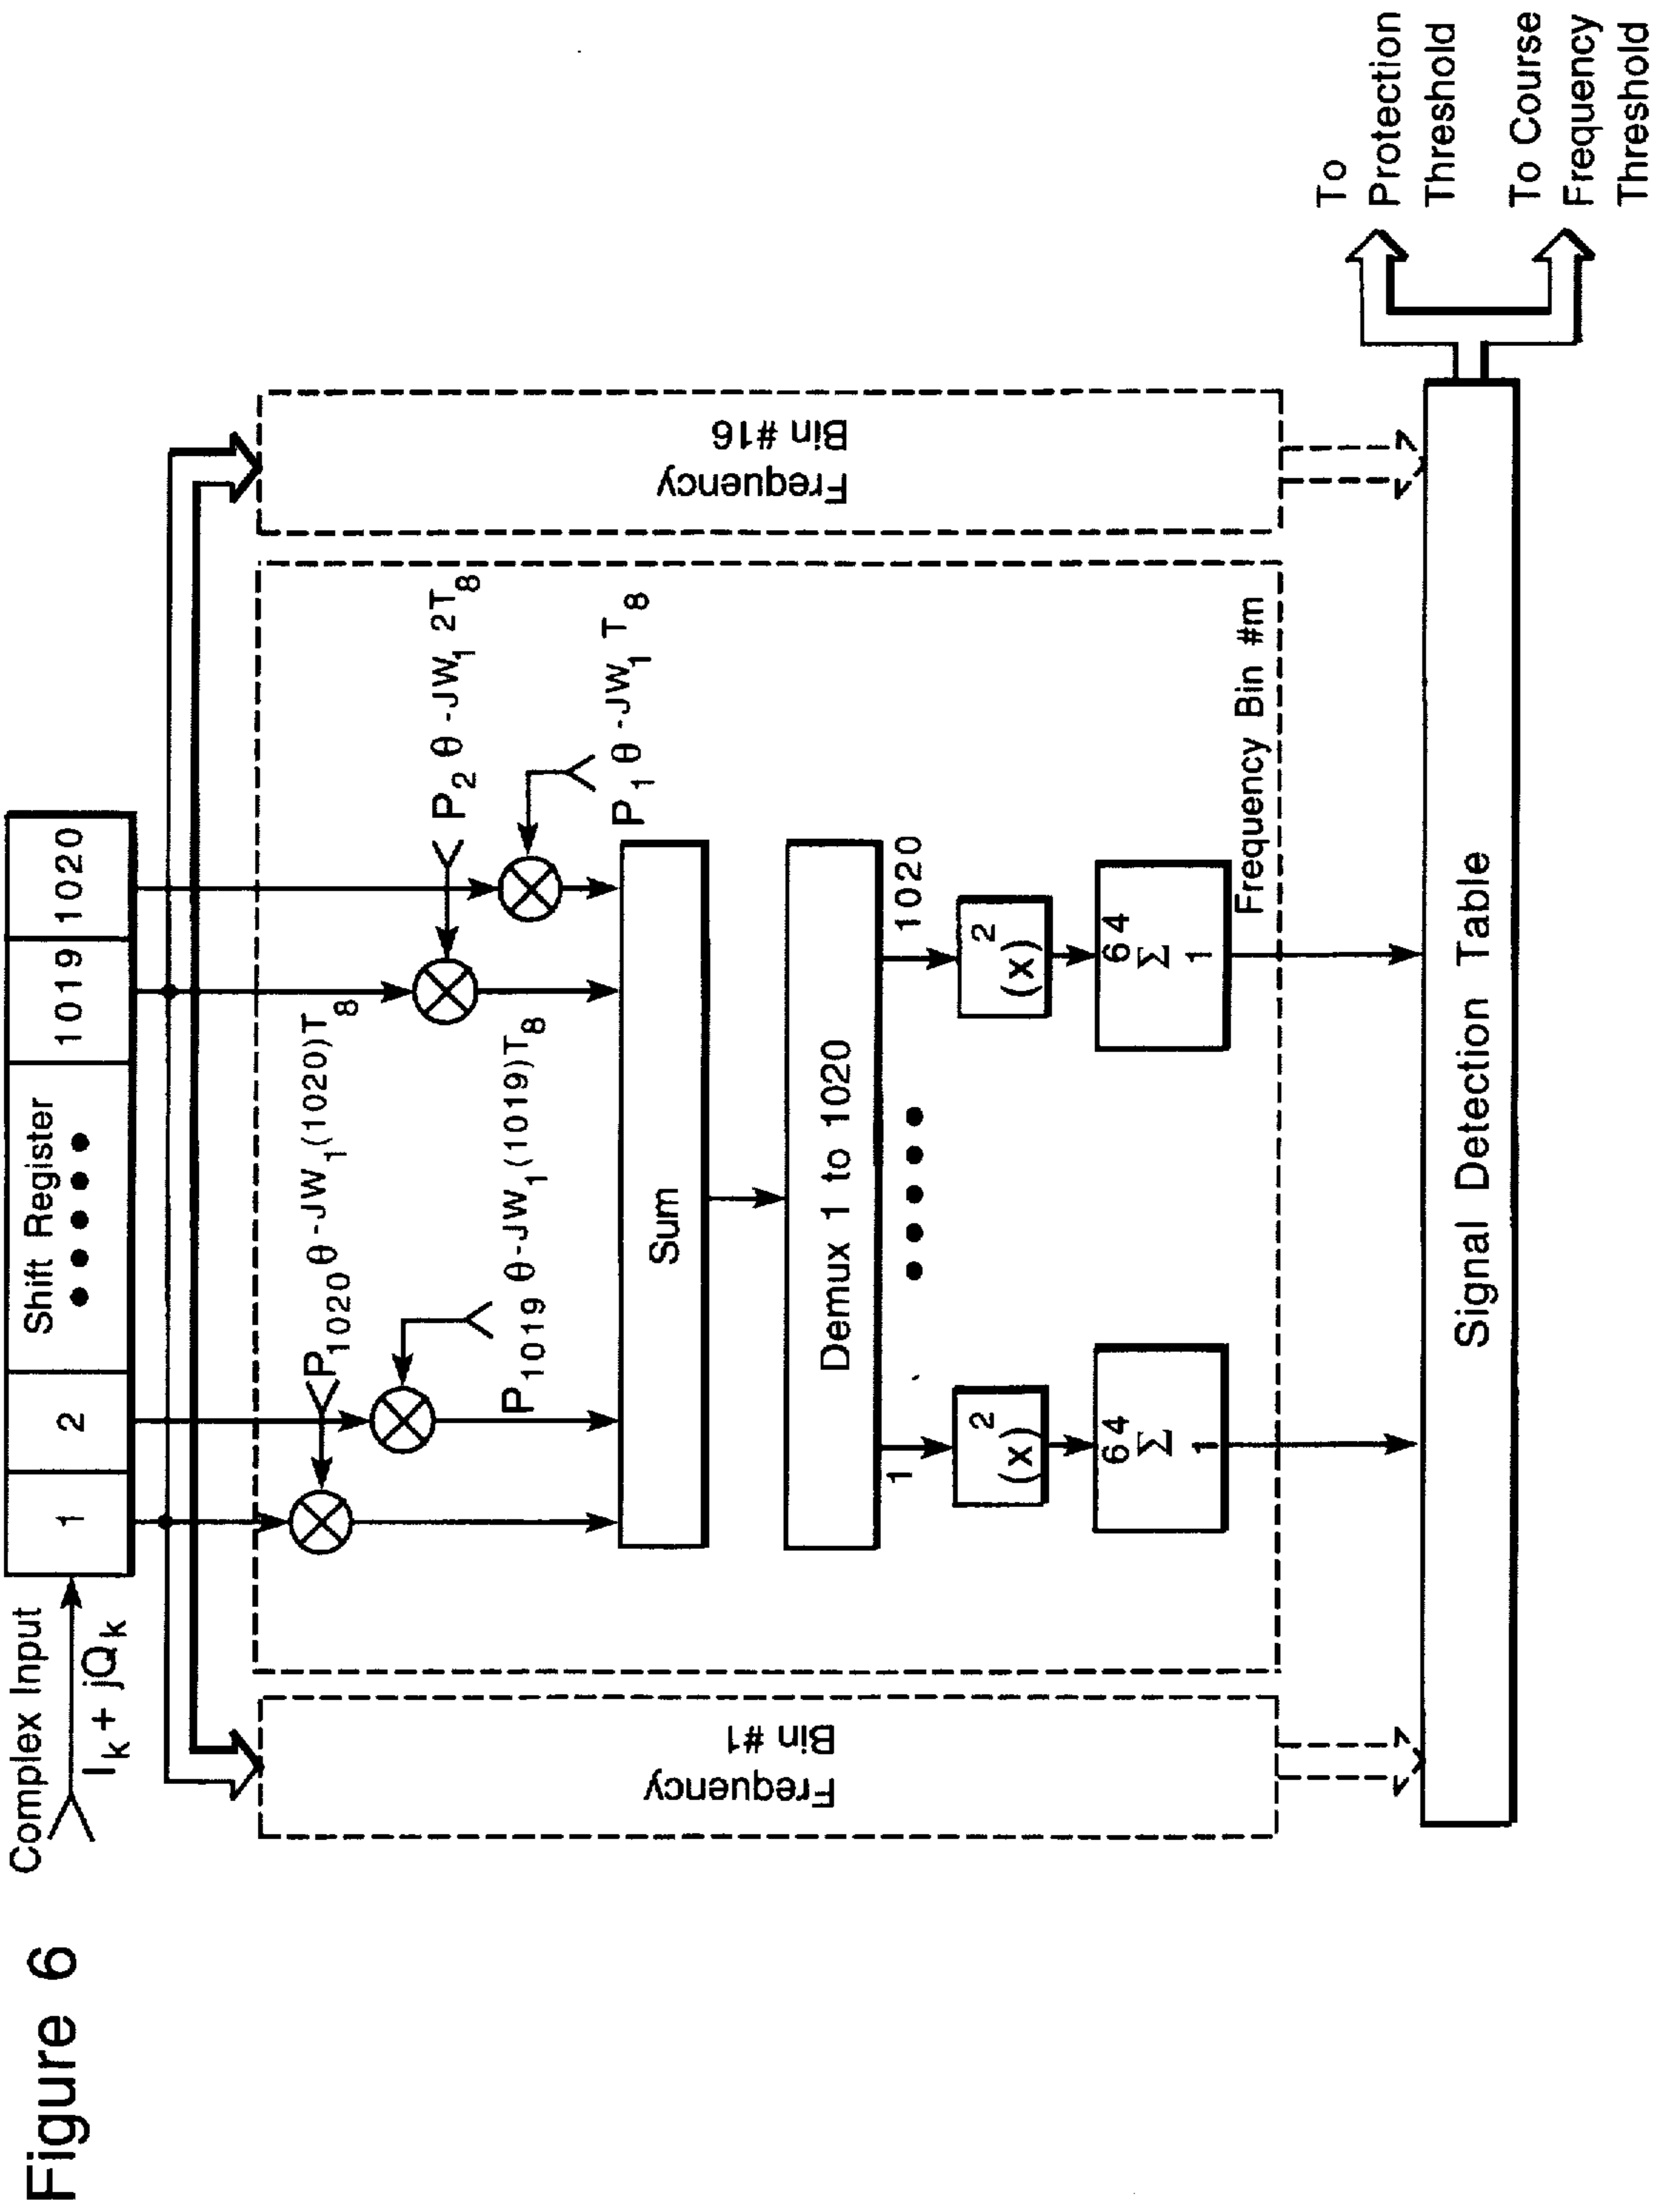 Figure 6
Complex Input
I_k + jQ_k
1
2
Shift Register
1019
1020
P_1020 θ -JW_1 (1020)T_8
P_1019 θ -JW_1 (1019)T_8
P_2 θ -JW_1 2T_8
P_1 θ -JW_1 T_8
Sum
Demux 1 to 1020
1
1020
(x)^2
(x)^2
64
Σ
1
64
Σ
1
Frequency Bin #m
Frequency
Bin #1
Frequency
Bin #16
Signal Detection Table
To
Protection
Threshold
To Course
Frequency
Threshold